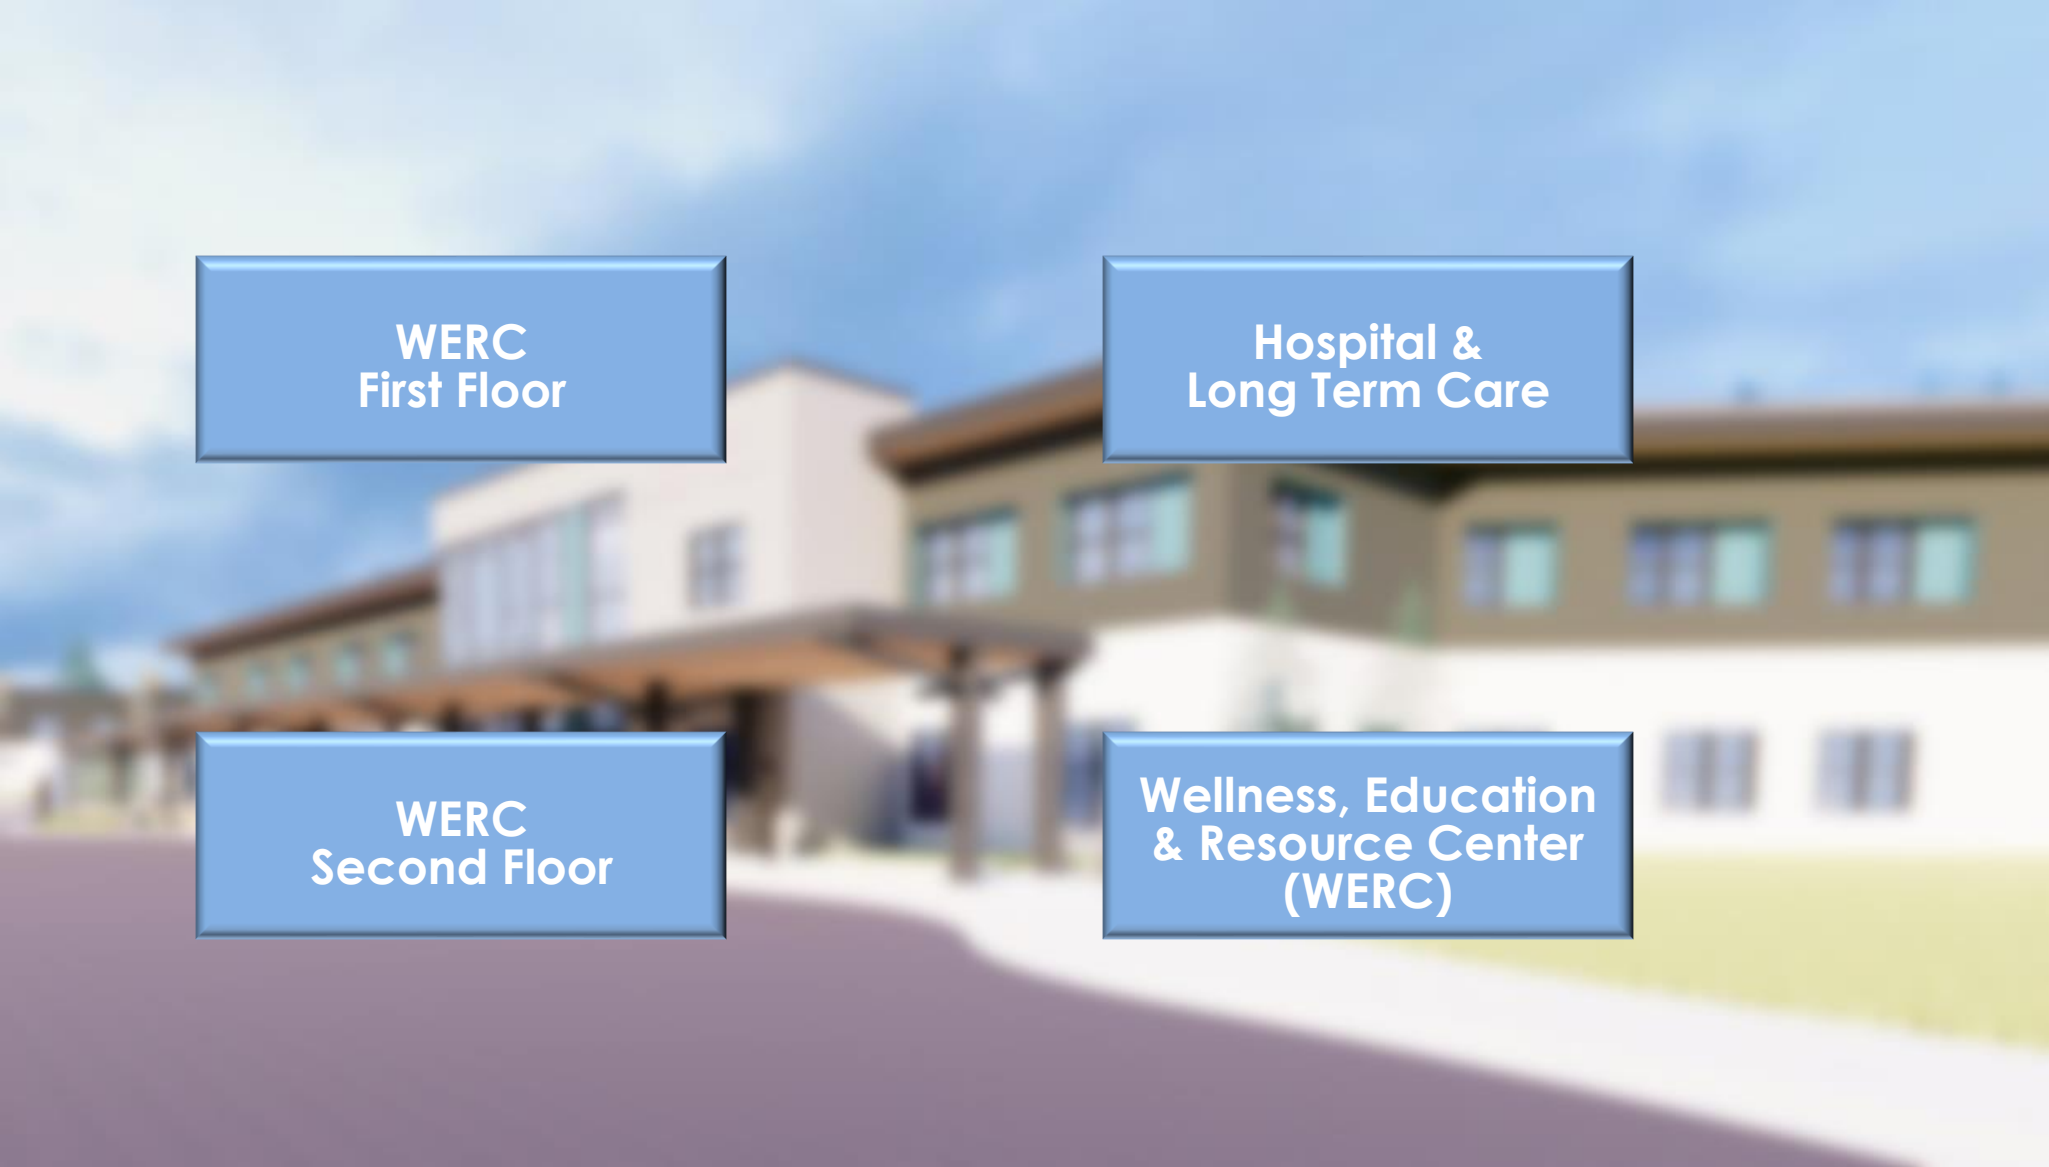 WERC
First Floor
Hospital &
Long Term Care
WERC
Second Floor
Wellness, Education
& Resource Center
(WERC)